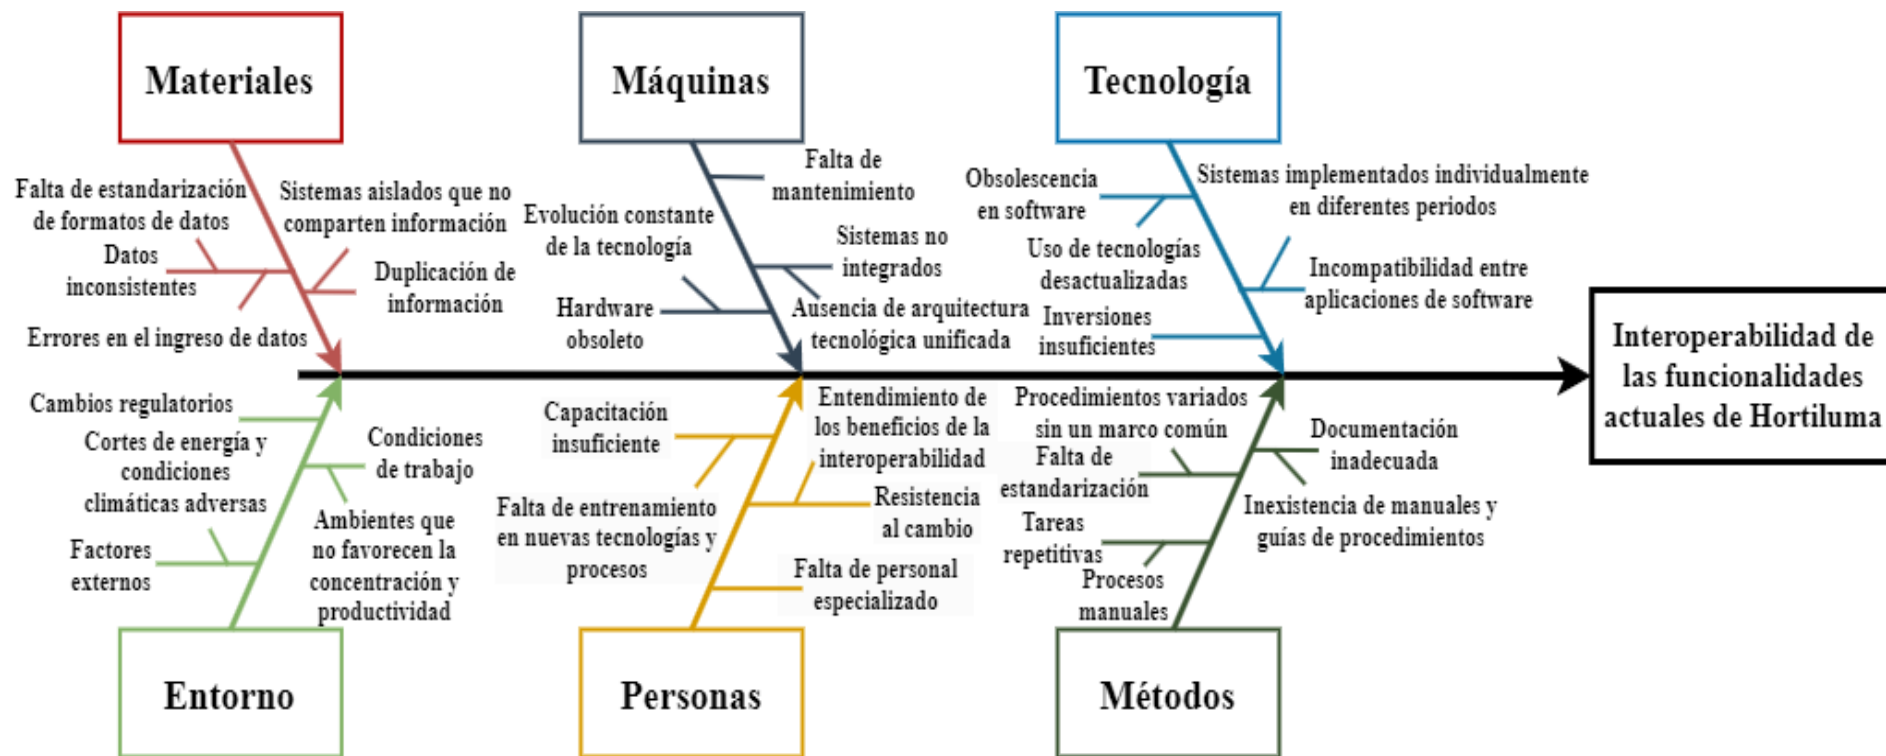 Materiales
Máquinas
Tecnología
Falta de estandarización
de formatos de datos
Sistemas aislados que no
comparten información
Datos
inconsistentes
Duplicación de
información
Errores en el ingreso de datos
Falta de
mantenimiento
Evolución constante
de la tecnología
Sistemas no
integrados
Hardware
obsoleto
Ausencia de arquitectura
tecnológica unificada
Obsolescencia
en software
Sistemas implementados individualmente
en diferentes periodos
Uso de tecnologías
desactualizadas
Incompatibilidad entre
aplicaciones de software
Inversiones
insuficientes
Interoperabilidad de
las funcionalidades
actuales de Hortiluma
Cambios regulatorios
Cortes de energía y
condiciones
climáticas adversas
Condiciones
de trabajo
Factores
externos
Ambientes que
no favorecen la
concentración y
productividad
Capacitación
insuficiente
Entendimiento de
los beneficios de la
interoperabilidad
Falta de entrenamiento
en nuevas tecnologías y
procesos
Resistencia
al cambio
Falta de personal
especializado
Procedimientos variados
sin un marco común
Documentación
inadecuada
Falta de
estandarización
Inexistencia de manuales y
guías de procedimientos
Tareas
repetitivas
Procesos
manuales
Entorno
Personas
Métodos